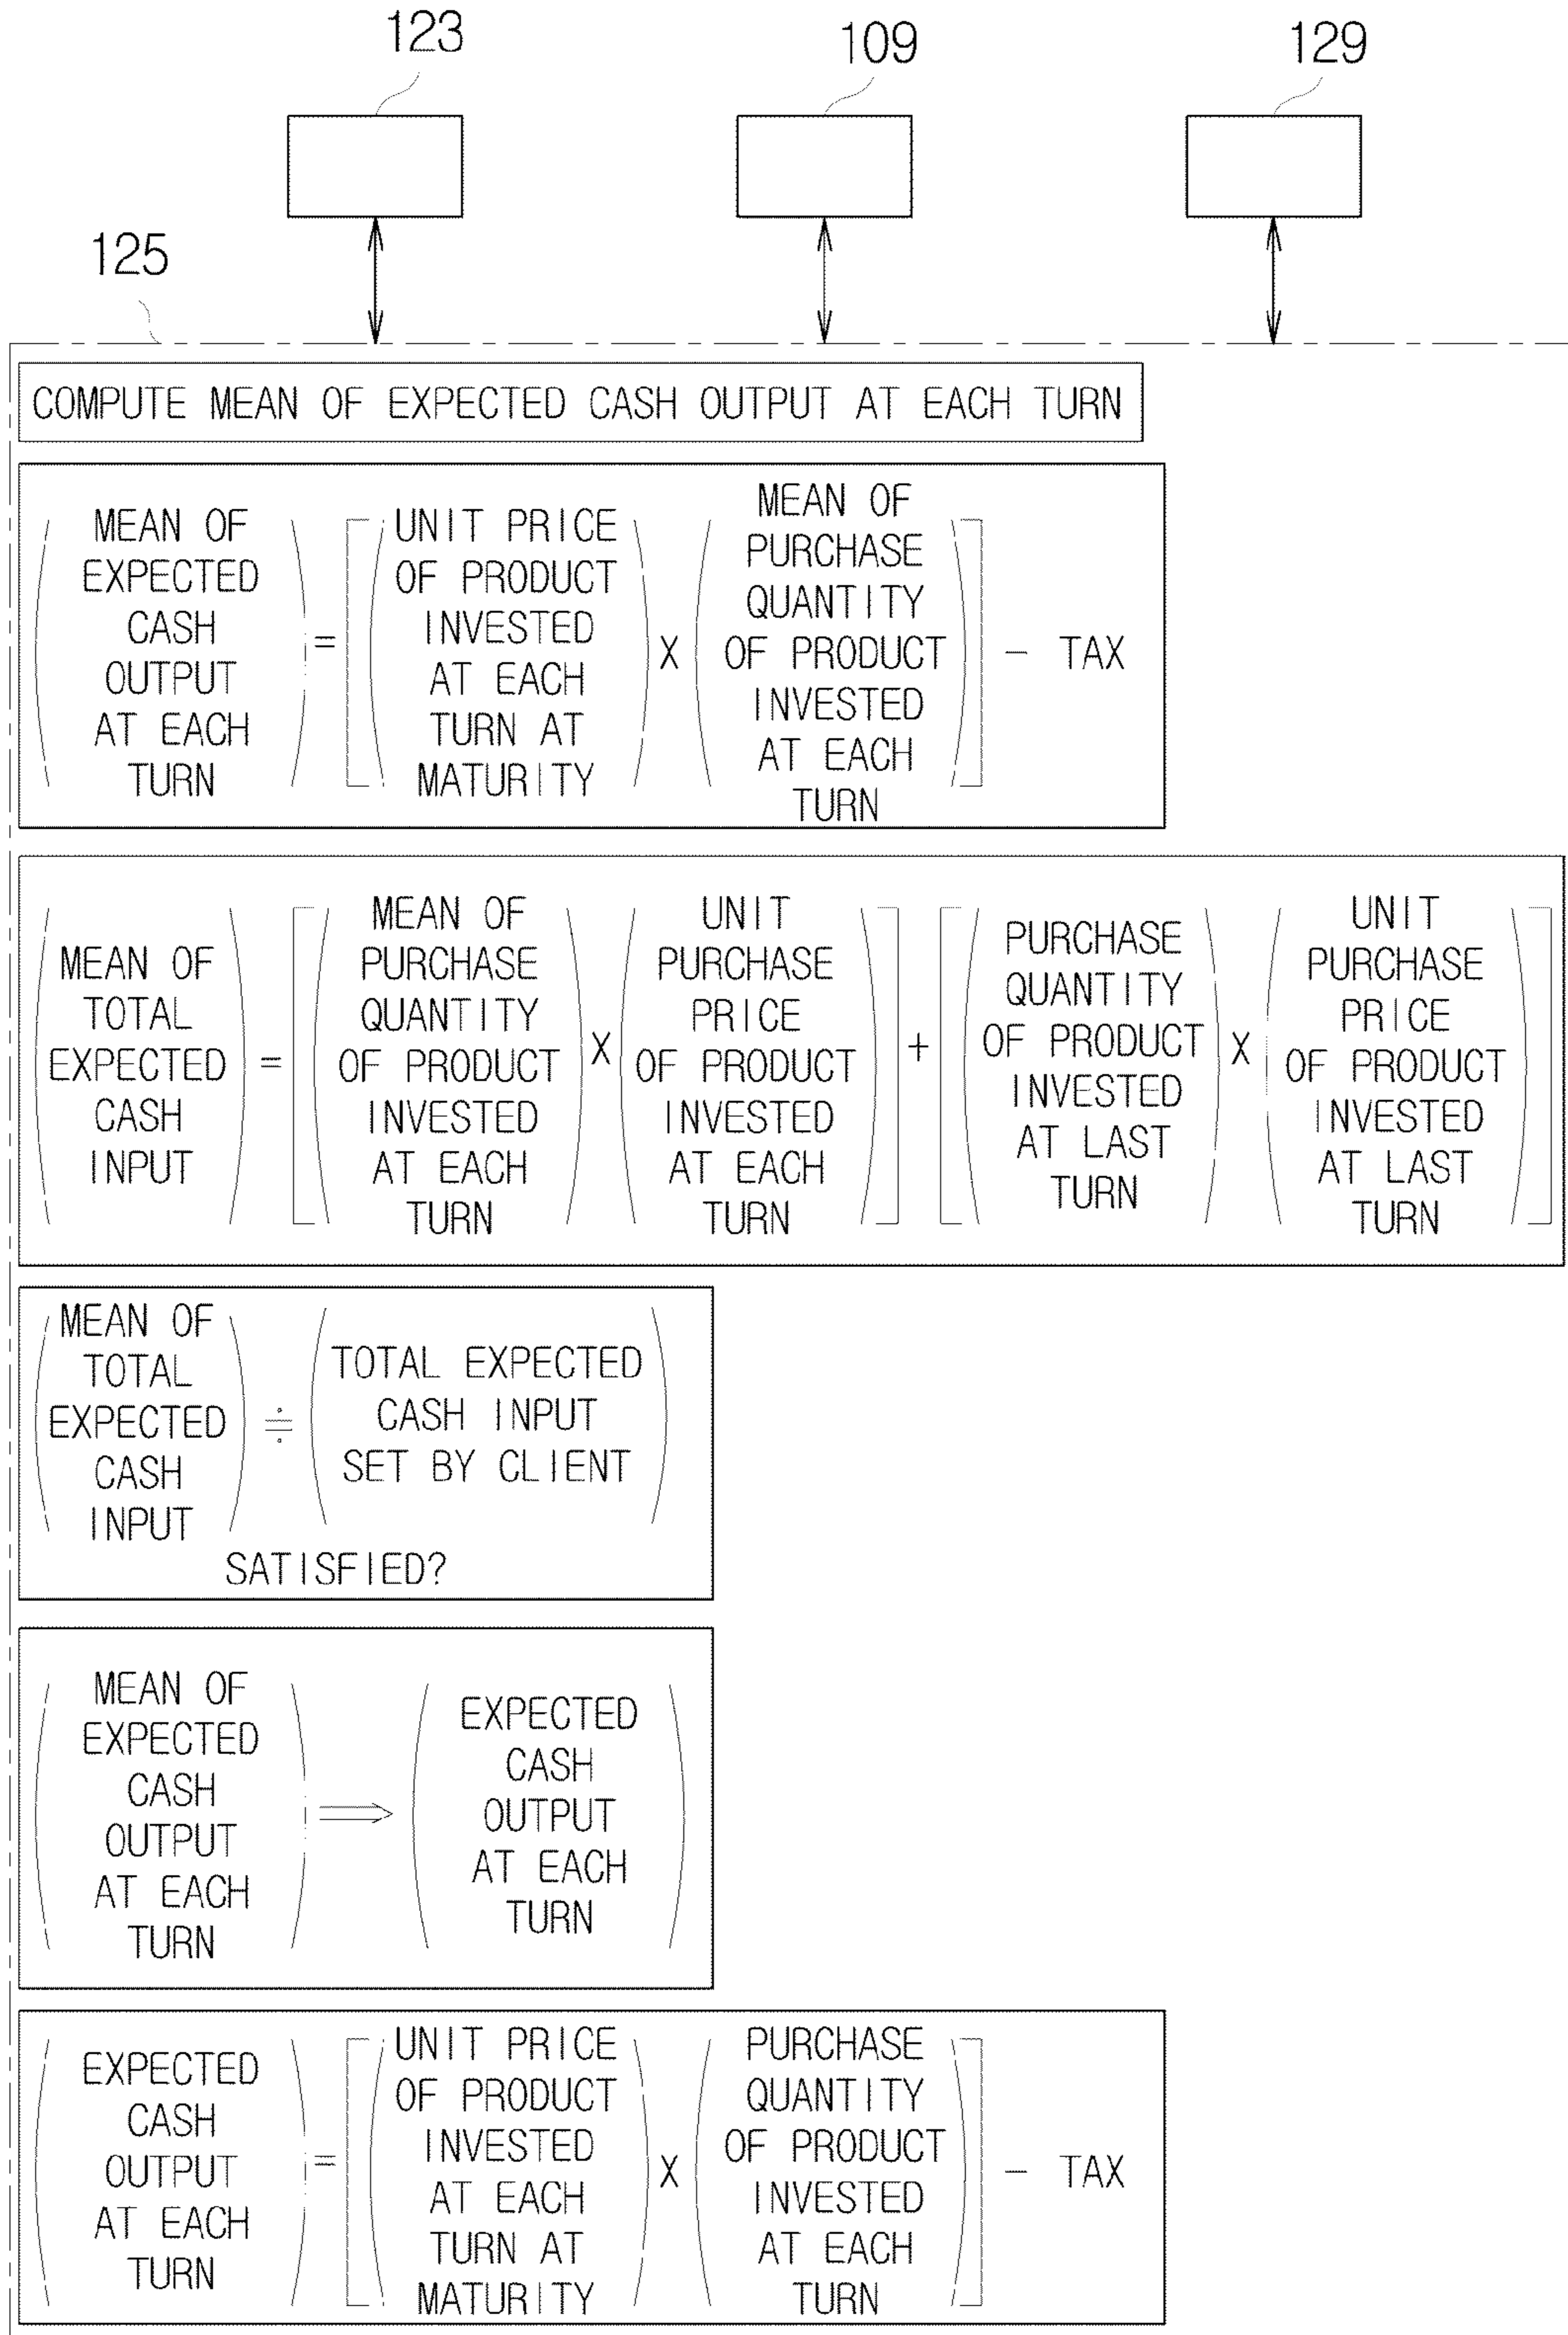 123
109
129
125
COMPUTE MEAN OF EXPECTED CASH OUTPUT AT EACH TURN
MEAN OF
EXPECTED
CASH
OUTPUT
AT EACH
TURN
=
UNIT PRICE
OF PRODUCT
INVESTED
AT EACH
TURN AT
MATURITY
X
MEAN OF
PURCHASE
QUANTITY
OF PRODUCT
INVESTED
AT EACH
TURN
- TAX
MEAN OF
TOTAL
EXPECTED
CASH
INPUT
=
MEAN OF
PURCHASE
QUANTITY
OF PRODUCT
INVESTED
AT EACH
TURN
X
UNIT
PURCHASE
PRICE
OF PRODUCT
INVESTED
AT EACH
TURN
+
PURCHASE
QUANTITY
OF PRODUCT
INVESTED
AT LAST
TURN
X
UNIT
PURCHASE
PRICE
OF PRODUCT
INVESTED
AT LAST
TURN
MEAN OF
TOTAL
EXPECTED
CASH
INPUT
≑
TOTAL EXPECTED
CASH INPUT
SET BY CLIENT
SATISFIED?
MEAN OF
EXPECTED
CASH
OUTPUT
AT EACH
TURN
⟹
EXPECTED
CASH
OUTPUT
AT EACH
TURN
EXPECTED
CASH
OUTPUT
AT EACH
TURN
=
UNIT PRICE
OF PRODUCT
INVESTED
AT EACH
TURN AT
MATURITY
X
PURCHASE
QUANTITY
OF PRODUCT
INVESTED
AT EACH
TURN
- TAX